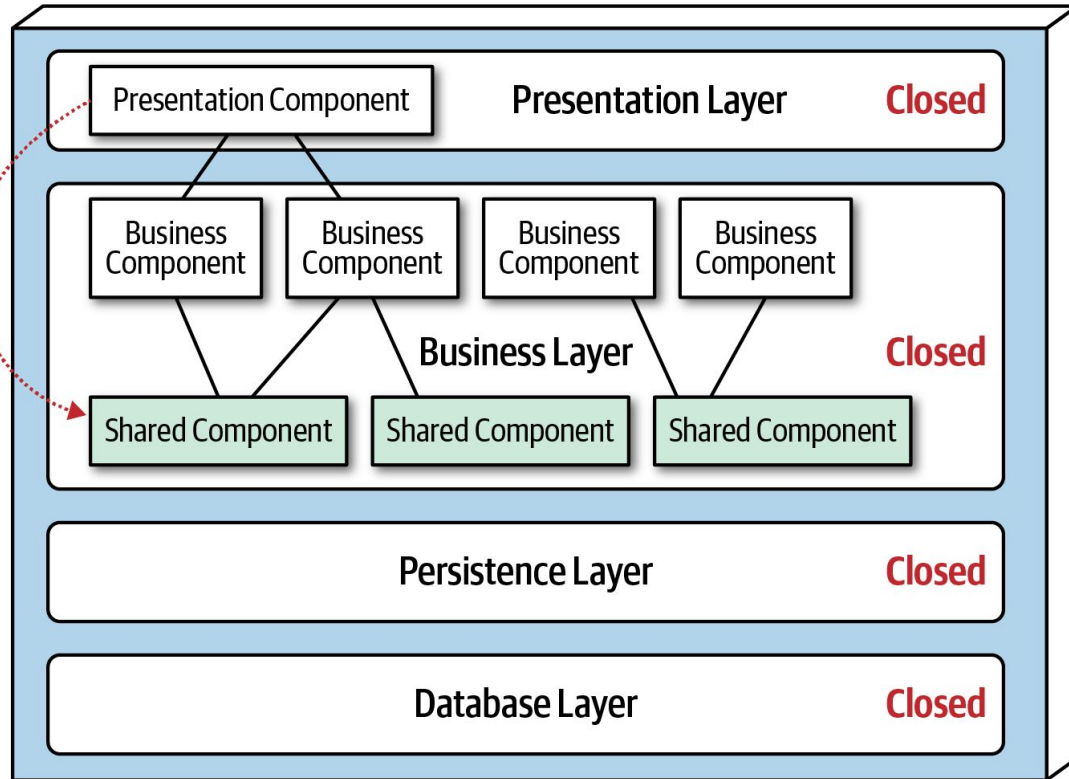 Presentation Component
Presentation Layer
Closed
Business
Component
Business
Component
Business
Component
Business
Component
Business Layer
Closed
Shared Component
Shared Component
Shared Component
Persistence Layer
Closed
Database Layer
Closed